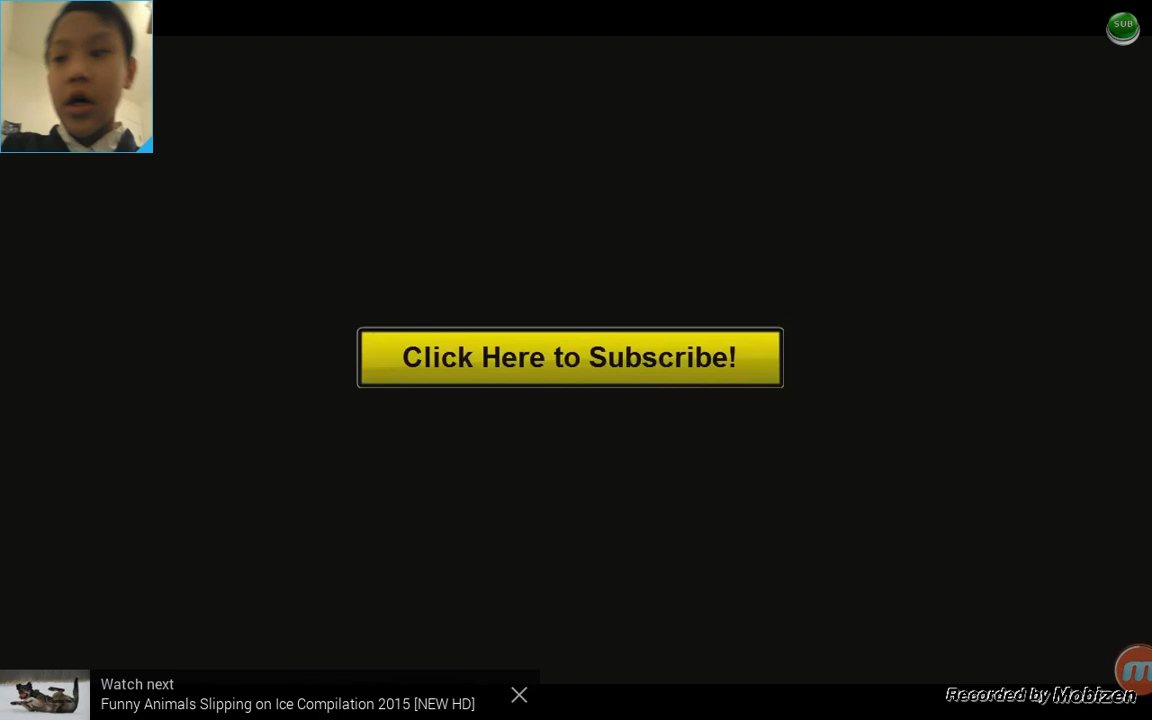 SUB
Click Here to Subscribe!
Watch next
Funny Animals Slipping on Ice Compilation 2015 [NEW HD]
Recorded by Mobizen